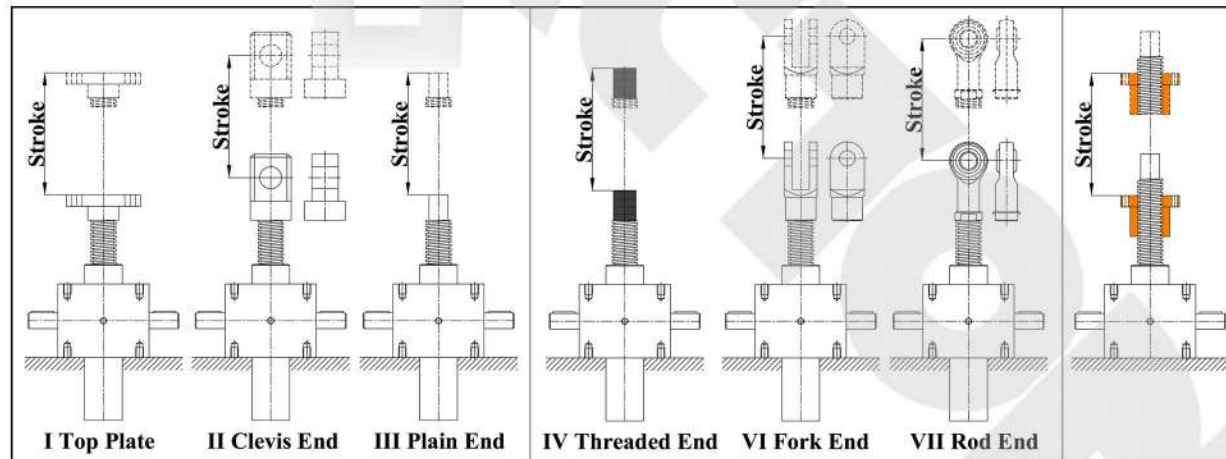 Stroke
Stroke
Stroke
Stroke
Stroke
Stroke
Stroke
I Top Plate
II Clevis End
III Plain End
IV Threaded End
VI Fork End
VII Rod End